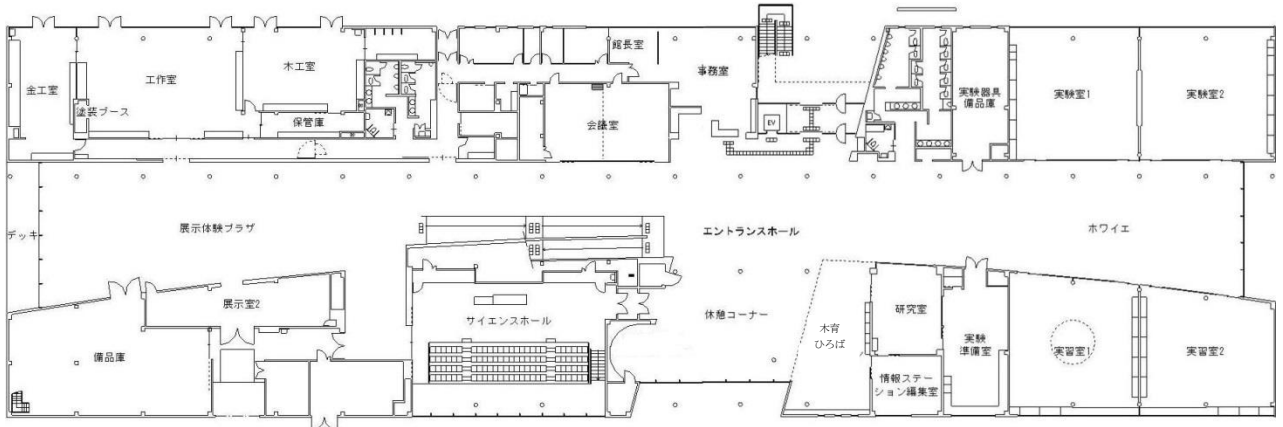 館長室
木工室
事務室
工作室
金工室
実験器具
備品庫
実験室1
実験室2
塗装ブース
保管庫
会議室
EV
展示体験プラザ
デッキ
エントランスホール
ホワイエ
展示室2
サイエンスホール
休憩コーナー
木育
ひろば
研究室
実験
準備室
備品庫
実習室1
実習室2
情報ステー
ション編集室